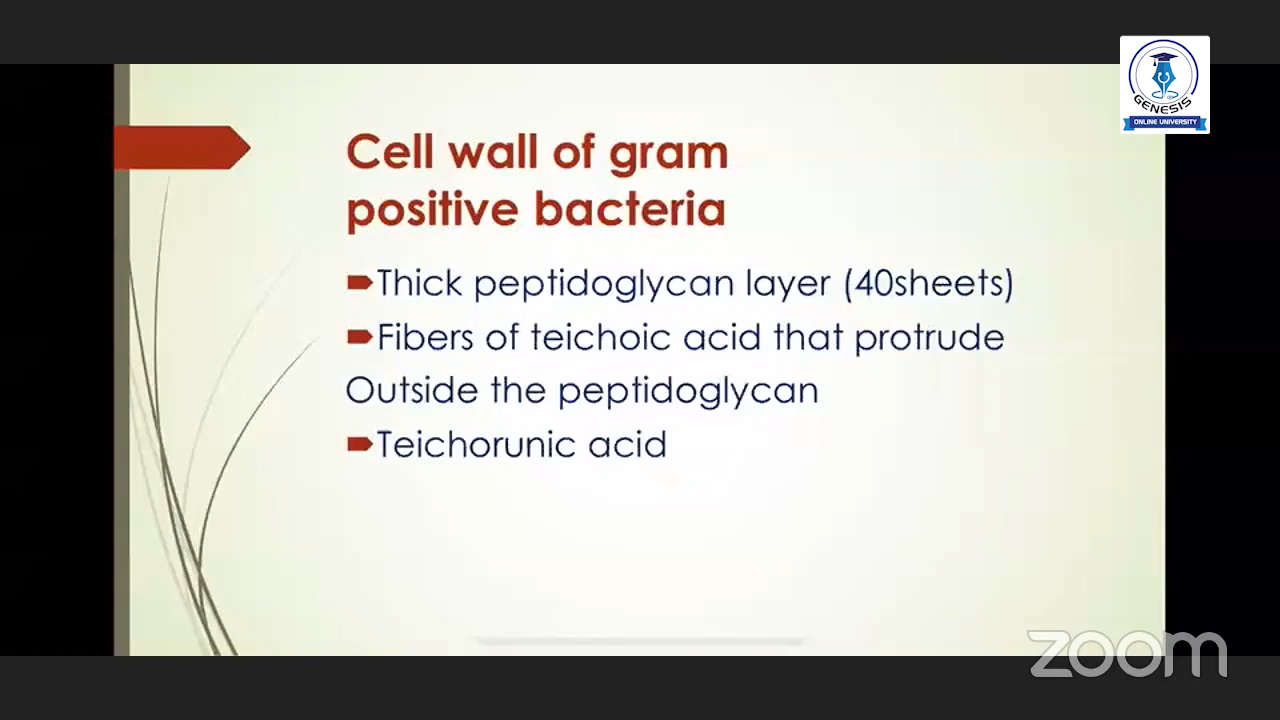 GENESIS
ONLINE UNIVERSITY
Cell wall of gram
positive bacteria
Thick peptidoglycan layer (40sheets)
Fibers of teichoic acid that protrude
Outside the peptidoglycan
Teichorunic acid
zoom